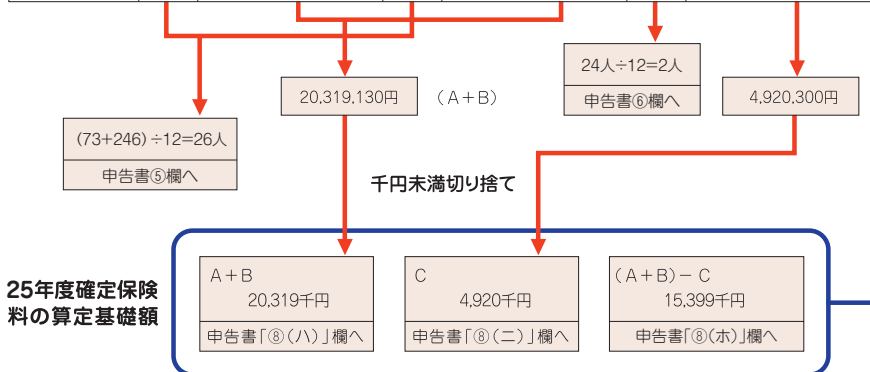 24人÷12=2人
申告書⑥欄へ
20,319,130円
(A+B)
4,920,300円
(73+246)÷12=26人
申告書⑤欄へ
千円未満切り捨て
25年度確定保険
料の算定基礎額
A+B
20,319千円
申告書「⑧(ハ)」欄へ
C
4,920千円
申告書「⑧(ニ)」欄へ
(A+B)-C
15,399千円
申告書「⑧(ホ)」欄へ